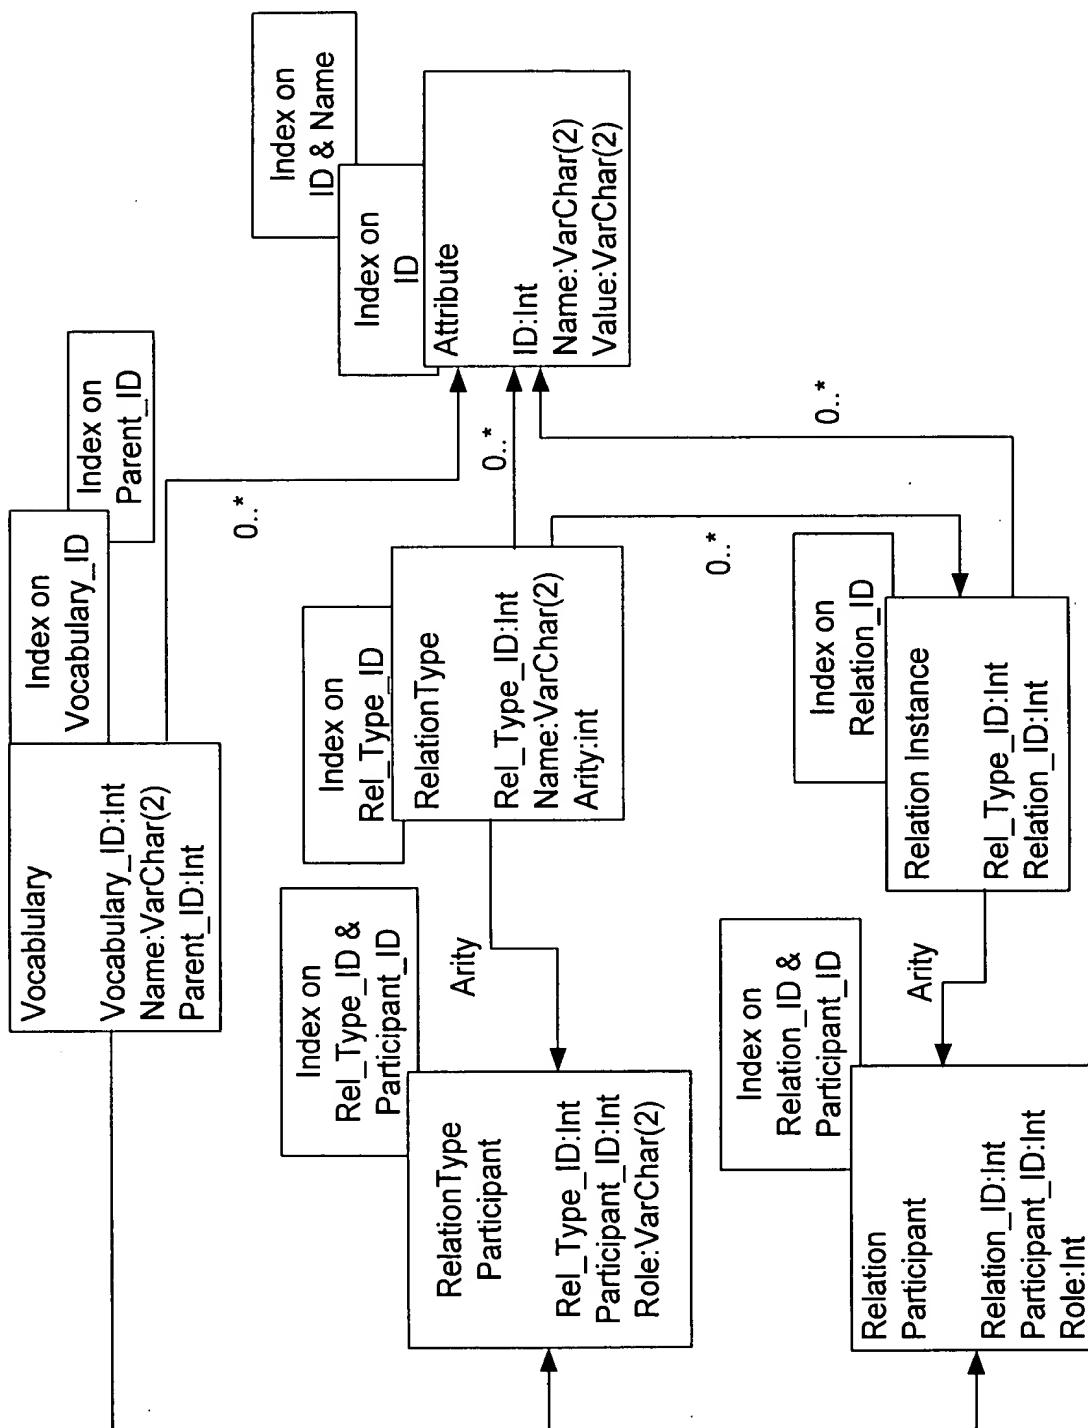 Vocablulary
Vocabulary_ID:Int
Name:VarChar(2)
Parent_ID:Int
Index on
Vocabulary_ID
Index on
Parent_ID
0..*
Index on
Rel_Type_ID &
Participant_ID
RelationType
Participant
Rel_Type_ID:Int
Participant_ID:Int
Role:VarChar(2)
Arity
Index on
Rel_Type_ID
RelationType
Rel_Type_ID:Int
Name:VarChar(2)
Arity:int
0..*
0..*
Index on
ID & Name
Index on
ID
Attribute
ID:Int
Name:VarChar(2)
Value:VarChar(2)
Index on
Relation_ID &
Participant_ID
Relation
Participant
Relation_ID:Int
Participant_ID:Int
Role:Int
Arity
Index on
Relation_ID
Relation Instance
Rel_Type_ID:Int
Relation_ID:Int
0..*